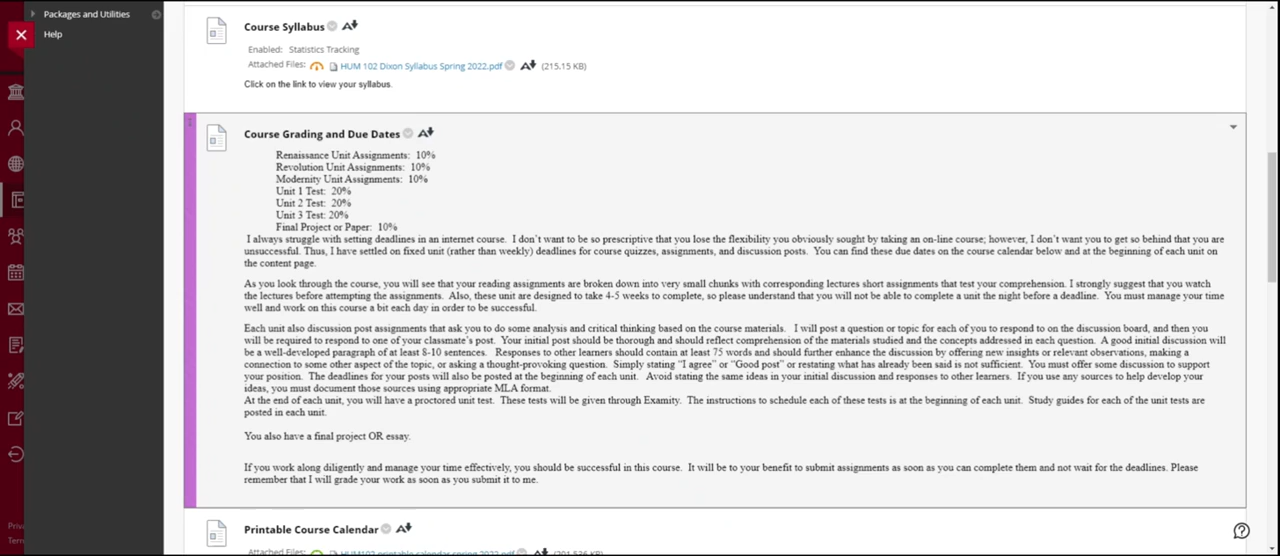 Packages and Utilities
Help
Course Syllabus
Enabled: Statistics Tracking
Attached Files: HUM 102 Dixon Syllabus Spring 2022.pdf (215.15 KB)
Click on the link to view your syllabus.
Course Grading and Due Dates
Renaissance Unit Assignments: 10%
Revolution Unit Assignments: 10%
Modernity Unit Assignments: 10%
Unit 1 Test: 20%
Unit 2 Test: 20%
Unit 3 Test: 20%
Final Project or Paper: 10%
I always struggle with setting deadlines in an internet course. I don't want to be so prescriptive that you lose the flexibility you obviously sought by taking an on-line course; however, I don't want you to get so behind that you are
unsuccessful. Thus, I have settled on fixed unit (rather than weekly) deadlines for course quizzes, assignments, and discussion posts. You can find these due dates on the course calendar below and at the beginning of each unit on
the content page.
As you look through the course, you will see that your reading assignments are broken down into very small chunks with corresponding lectures short assignments that test your comprehension. I strongly suggest that you watch
the lectures before attempting the assignments. Also, these unit are designed to take 4-5 weeks to complete, so please understand that you will not be able to complete a unit the night before a deadline. You must manage your time
well and work on this course a bit each day in order to be successful.
Each unit also discussion post assignments that ask you to do some analysis and critical thinking based on the course materials. I will post a question or topic for each of you to respond to on the discussion board, and then you
will be required to respond to one of your classmate's post. Your initial post should be thorough and should reflect comprehension of the materials studied and the concepts addressed in each question. A good initial discussion will
be a well-developed paragraph of at least 8-10 sentences. Responses to other learners should contain at least 75 words and should further enhance the discussion by offering new insights or relevant observations, making a
connection to some other aspect of the topic, or asking a thought-provoking question. Simply stating "I agree" or "Good post" or restating what has already been said is not sufficient. You must offer some discussion to support
your position. The deadlines for your posts will also be posted at the beginning of each unit. Avoid stating the same ideas in your initial discussion and responses to other learners. If you use any sources to help develop your
ideas, you must document those sources using appropriate MLA format.
At the end of each unit, you will have a proctored unit test. These tests will be given through Examity. The instructions to schedule each of these tests is at the beginning of each unit. Study guides for each of the unit tests are
posted in each unit.
You also have a final project OR essay.
If you work along diligently and manage your time effectively, you should be successful in this course. It will be to your benefit to submit assignments as soon as you can complete them and not wait for the deadlines. Please
remember that I will grade your work as soon as you submit it to me.
Printable Course Calendar
Attached Files: HUM102 printable calendar spring 2022.pdf (201.526 KB)
Priv
Term